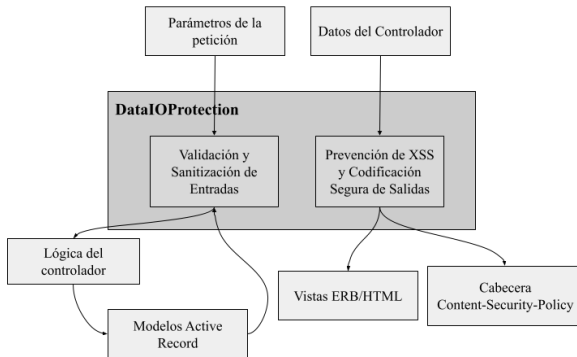 Parámetros de la
petición
Datos del Controlador
DataIOProtection
Validación y
Sanitización de
Entradas
Prevención de XSS
y Codificación
Segura de Salidas
Lógica del
controlador
Vistas ERB/HTML
Cabecera
Content-Security-Policy
Modelos Active
Record